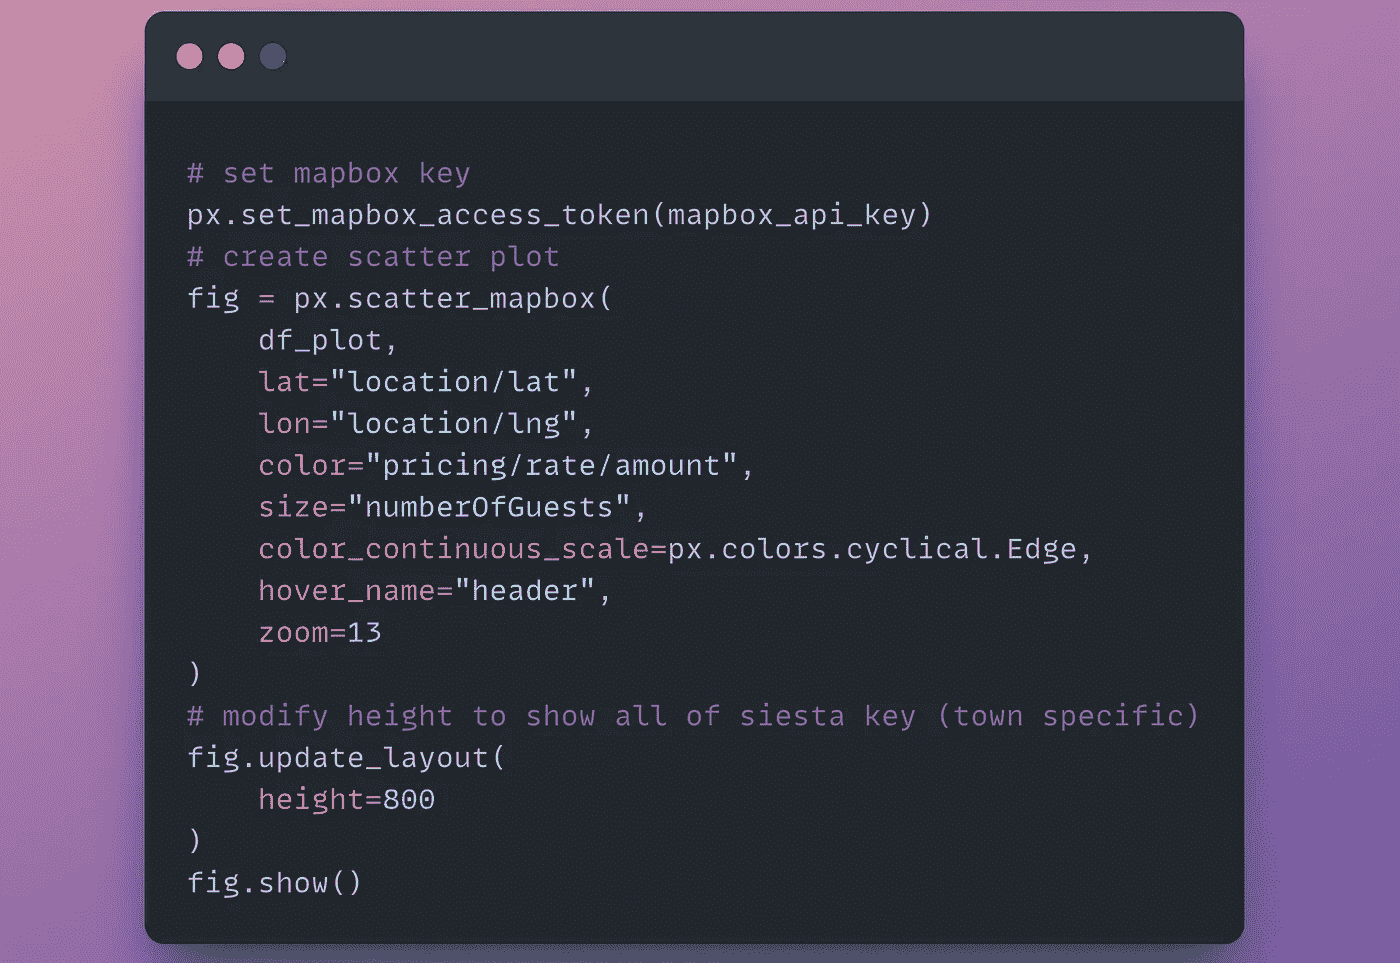 # set mapbox key
px.set_mapbox_access_token(mapbox_api_key)
# create scatter plot
fig = px.scatter_mapbox(
    df_plot,
    lat="location/lat",
    lon="location/lng",
    color="pricing/rate/amount",
    size="numberOfGuests",
    color_continuous_scale=px.colors.cyclical.Edge,
    hover_name="header",
    zoom=13
)
# modify height to show all of siesta key (town specific)
fig.update_layout(
    height=800
)
fig.show()